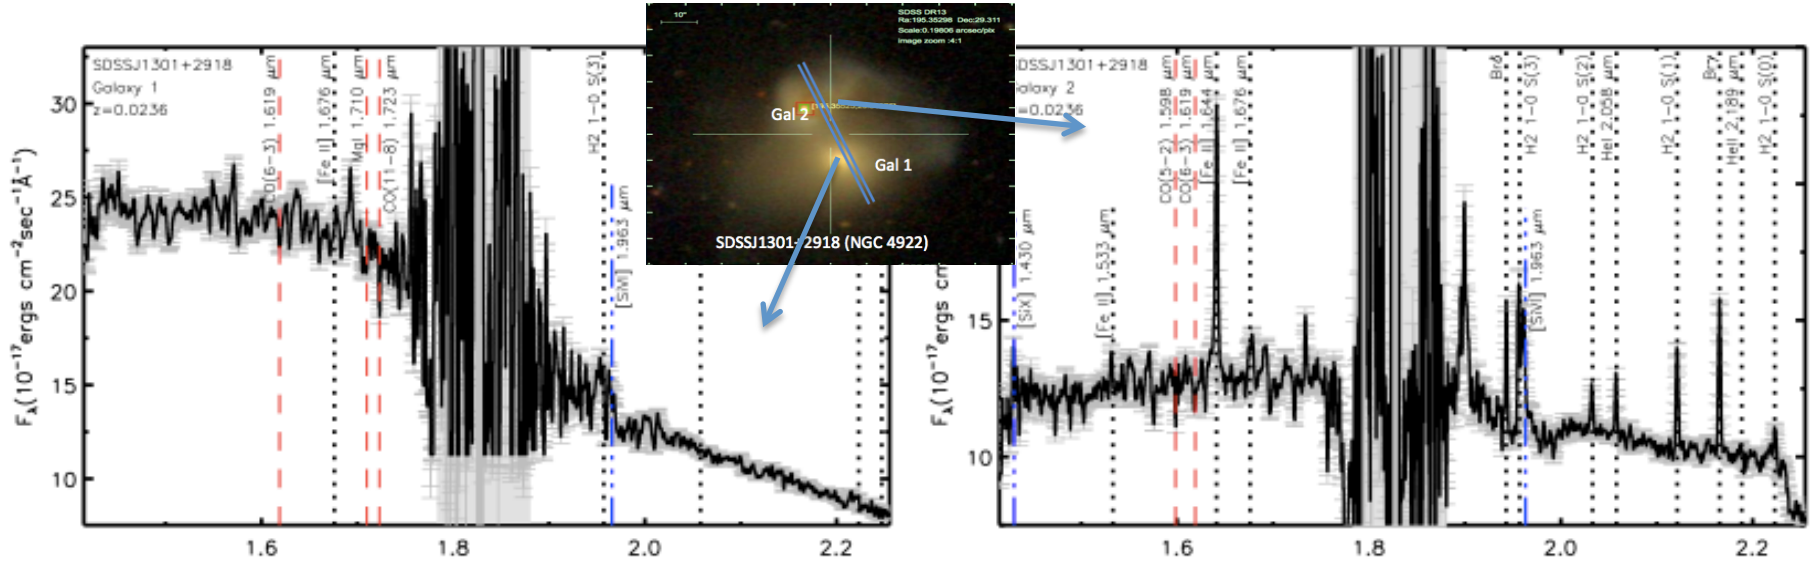 SDSSJ1301+2918
Galaxy 1
z=0.0236
CO(6-3) 1.619 μm
[Fe II] 1.676 μm
MgI 1.710 μm
CO(11-8) 1.723 μm
H2 1-0 S(3)
[SiVI] 1.963 μm
30
25
20
15
10
Fλ(10⁻¹⁷ergs cm⁻²sec⁻¹Å⁻¹)
1.6
1.8
2.0
2.2
10"
SDSS DR13
Ra:195.35298 Dec:29.311
Scale:0.19806 arcsec/pix
Image zoom :4:1
Gal 2
Gal 1
SDSSJ1301+2918 (NGC 4922)
SDSSJ1301+2918
Galaxy 2
=0.0236
[SiX] 1.430 μm
[Fe II] 1.533 μm
CO(5-2) 1.598 μm
CO(6-3) 1.619 μm
[Fe II] 1.644 μm
[Fe II] 1.676 μm
Brδ
H2 1-0 S(3)
[SiVI] 1.963 μm
H2 1-0 S(2)
HeI 2.058 μm
H2 1-0 S(1)
Brγ
HeII 2.189 μm
H2 1-0 S(0)
15
10
Fλ(10⁻¹⁷ergs cm⁻²
1.6
1.8
2.0
2.2